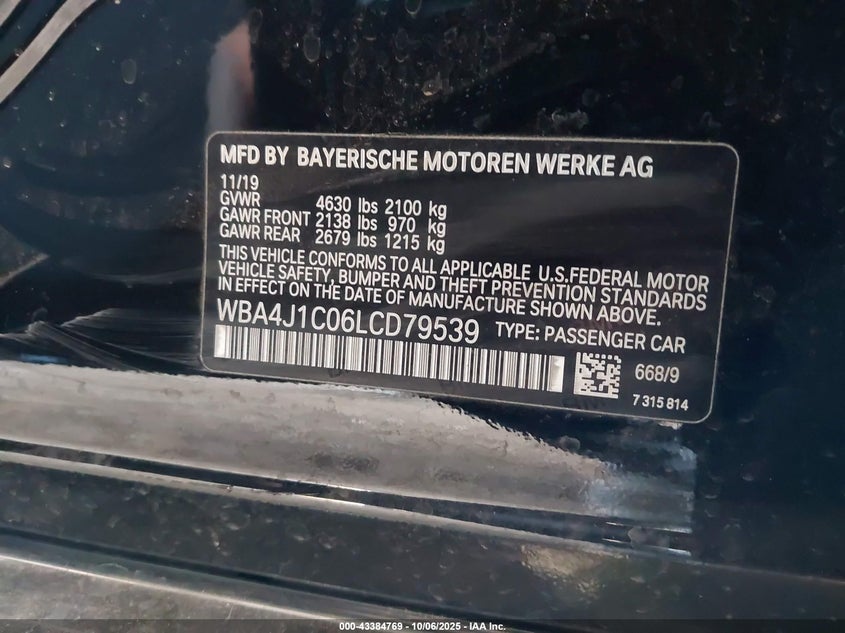 MFD BY BAYERISCHE MOTOREN WERKE AG
11/19
GVWR 4630 lbs 2100 kg
GAWR FRONT 2138 lbs 970 kg
GAWR REAR 2679 lbs 1215 kg
THIS VEHICLE CONFORMS TO ALL APPLICABLE U.S.FEDERAL MOTOR
VEHICLE SAFETY, BUMPER AND THEFT PREVENTION STANDARDS
IN EFFECT ON THE DATE OF MANUFACTURE SHOWN ABOVE.
WBA4J1C06LCD79539 TYPE: PASSENGER CAR
668/9
7 315 814
000-43384769 - 10/06/2025 - IAA Inc.